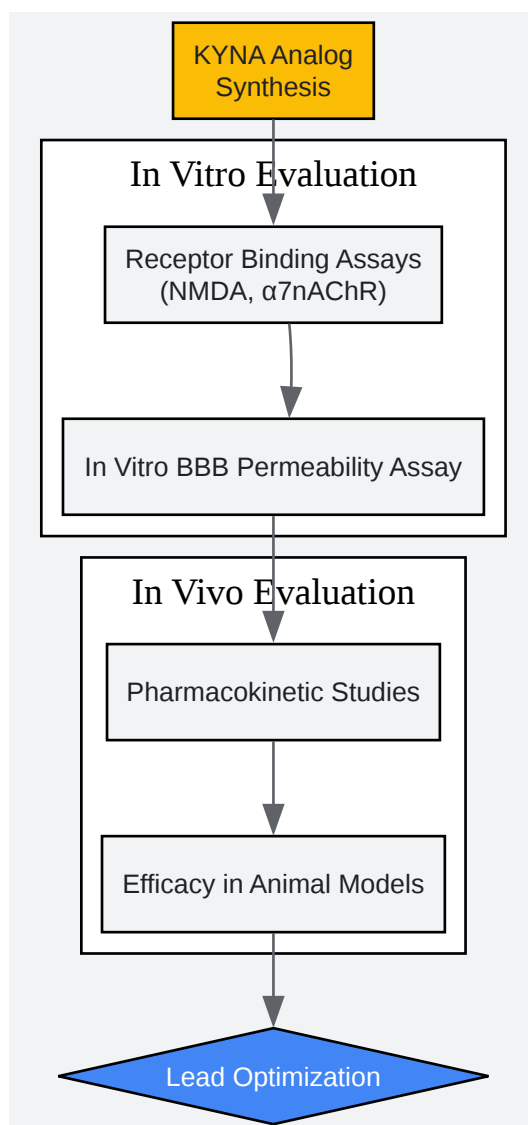 KYNA Analog
Synthesis
In Vitro Evaluation
Receptor Binding Assays
(NMDA, α7nAChR)
In Vitro BBB Permeability Assay
In Vivo Evaluation
Pharmacokinetic Studies
Efficacy in Animal Models
Lead Optimization